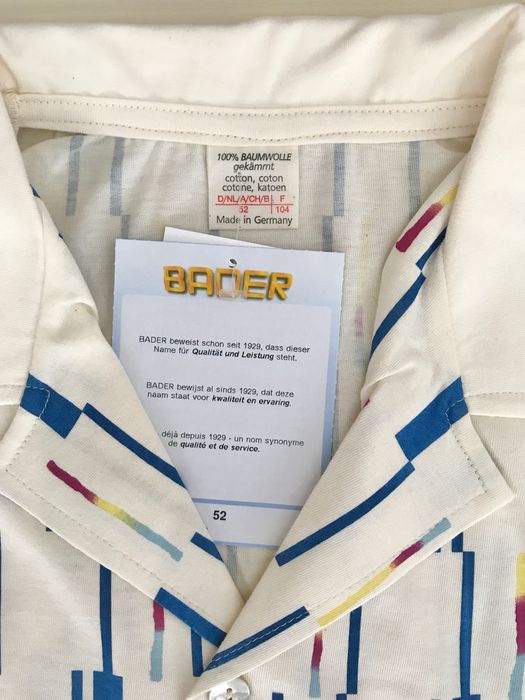 100% BAUMWOLLE
gekämmt
cotton, coton
cotone, katoen
D/NL/A/CH/B F
52 104
Made in Germany
BADER
BADER beweist schon seit 1929, dass dieser
Name für Qualität und Leistung steht.
BADER bewijst al sinds 1929, dat deze
naam staat voor kwaliteit en ervaring.
déjà depuis 1929 - un nom synonyme
de qualité et de service.
52